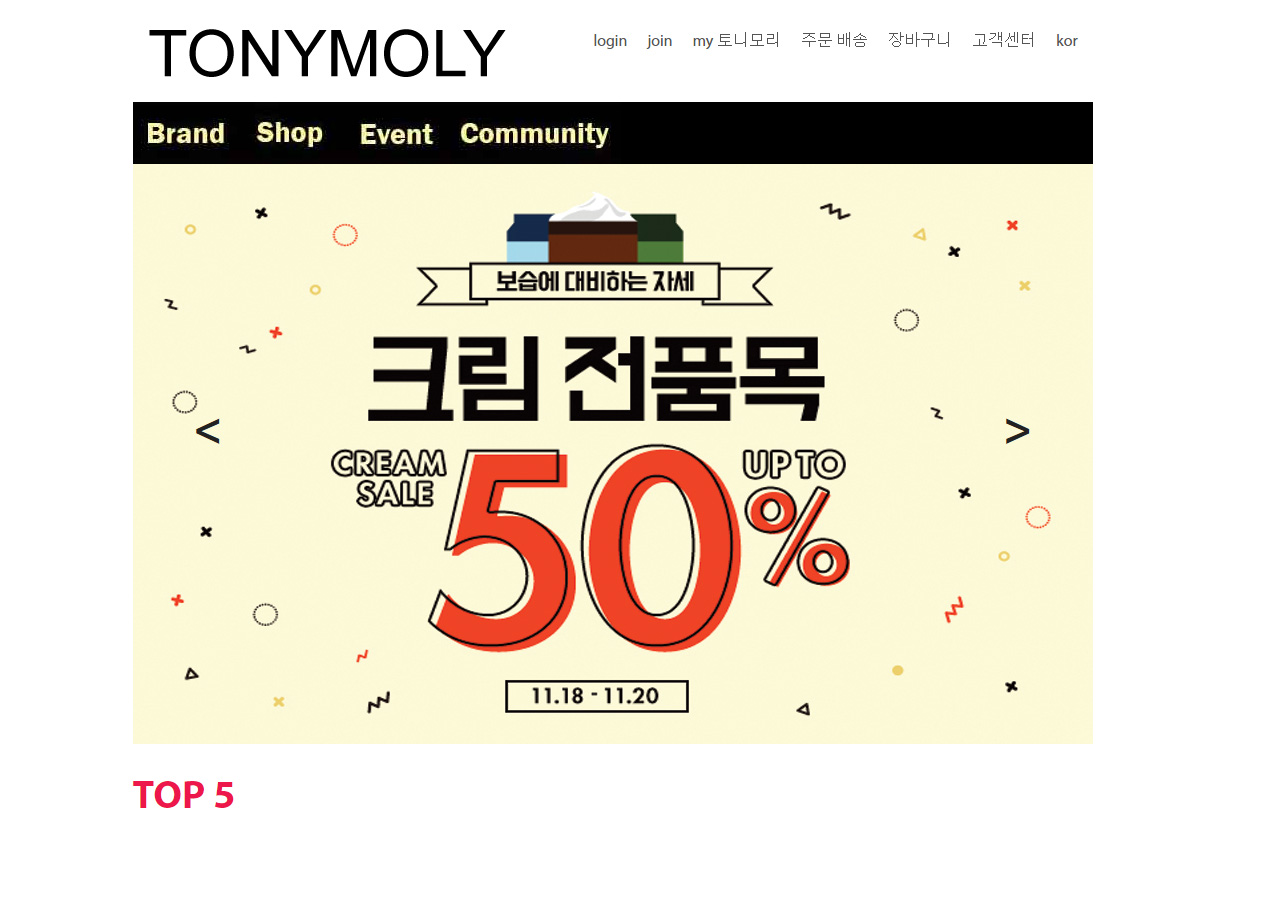 TONYMOLY
login join my 토니모리 주문 배송 장바구니 고객센터 kor
Brand Shop Event Community
보습에 대비하는 자세
크림 전품목
CREAM SALE
50%
UP TO
< >
11.18 - 11.20
TOP 5